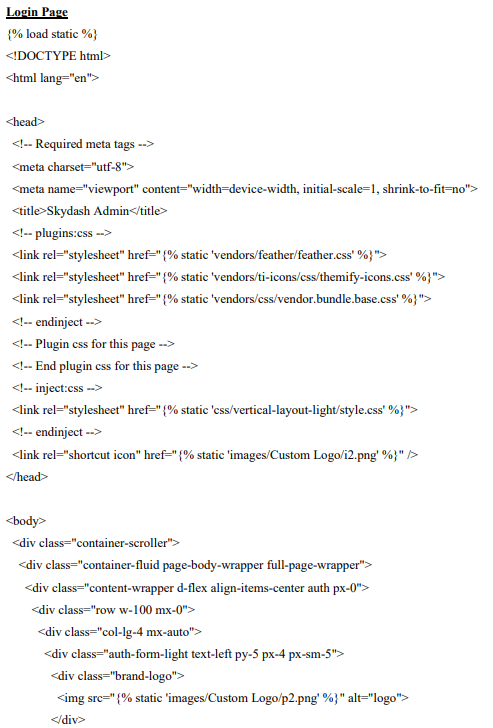 Login Page
{% load static %}
<!DOCTYPE html>
<html lang="en">
<head>
<!-- Required meta tags -->
<meta charset="utf-8">
<meta name="viewport" content="width=device-width, initial-scale=1, shrink-to-fit=no">
<title>Skydash Admin</title>
<!-- plugins:css -->
<link rel="stylesheet" href="{% static 'vendors/feather/feather.css' %}">
<link rel="stylesheet" href="{% static 'vendors/ti-icons/css/themify-icons.css' %}">
<link rel="stylesheet" href="{% static 'vendors/css/vendor.bundle.base.css' %}">
<!-- endinject -->
<!-- Plugin css for this page -->
<!-- End plugin css for this page -->
<!-- inject:css -->
<link rel="stylesheet" href="{% static 'css/vertical-layout-light/style.css' %}">
<!-- endinject -->
<link rel="shortcut icon" href="{% static 'images/Custom Logo/i2.png' %}" />
</head>
<body>
<div class="container-scroller">
<div class="container-fluid page-body-wrapper full-page-wrapper">
<div class="content-wrapper d-flex align-items-center auth px-0">
<div class="row w-100 mx-0">
<div class="col-lg-4 mx-auto">
<div class="auth-form-light text-left py-5 px-4 px-sm-5">
<div class="brand-logo">
<img src="{% static 'images/Custom Logo/p2.png' %}" alt="logo">
</div>